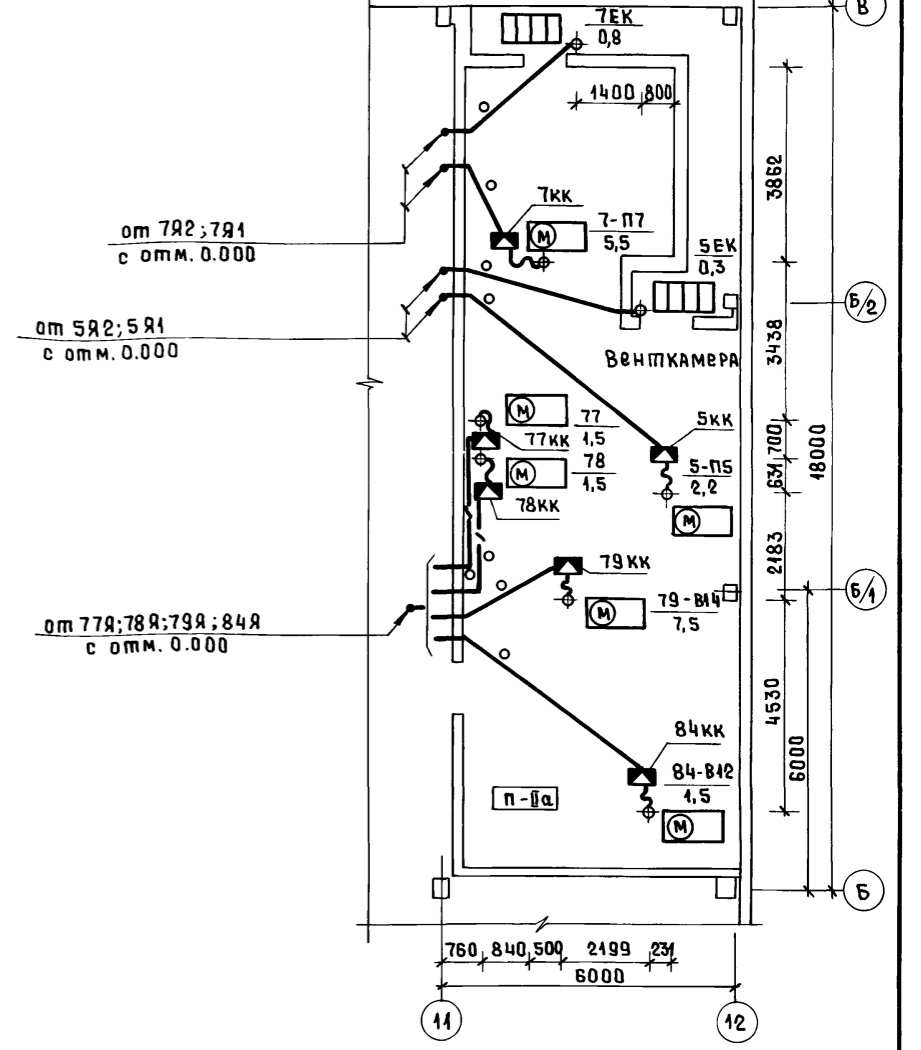 В
7ЕК
0,8
1400 800
3862
7КК
7-П7
5,5
от 7Я2;7Я1
с отм. 0.000
5ЕК
0,3
Б/2
от 5Я2;5Я1
с отм. 0.000
3438
Венткамера
М
М
77
1,5
77КК
5КК
700
18000
М
78
1,5
5-П5
2,2
631
78КК
М
2183
79КК
Б/1
М
79-В14
7,5
от 77Я;78Я;79Я;84Я
с отм. 0.000
4530
6000
84КК
84-В12
1,5
п-IIа
М
Б
760 840 500 2199 231
6000
11
12